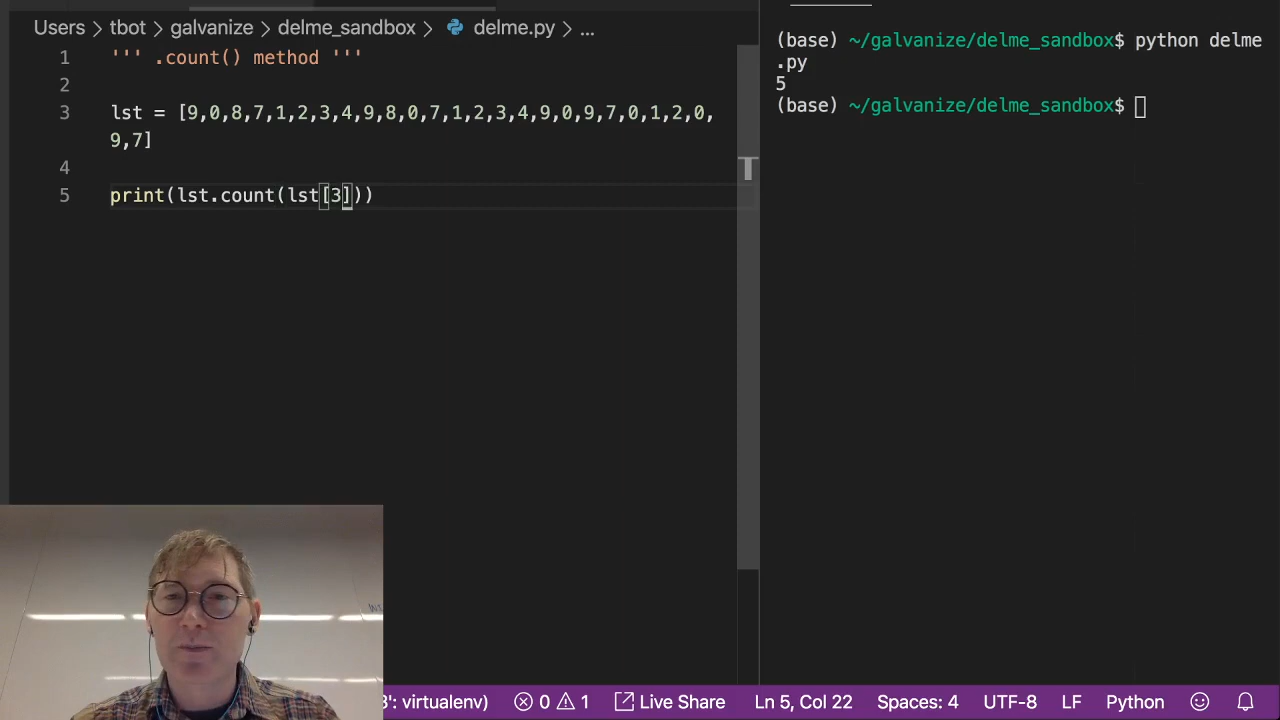 Users > tbot > galvanize > delme_sandbox > delme.py > ...
1 ''' .count() method '''
2
3 lst = [9,0,8,7,1,2,3,4,9,8,0,7,1,2,3,4,9,0,9,7,0,1,2,0,
9,7]
4
5 print(lst.count(lst[3]))
(base) ~/galvanize/delme_sandbox$ python delme
.py
5
(base) ~/galvanize/delme_sandbox$
3': virtualenv) 0 1 Live Share Ln 5, Col 22 Spaces: 4 UTF-8 LF Python